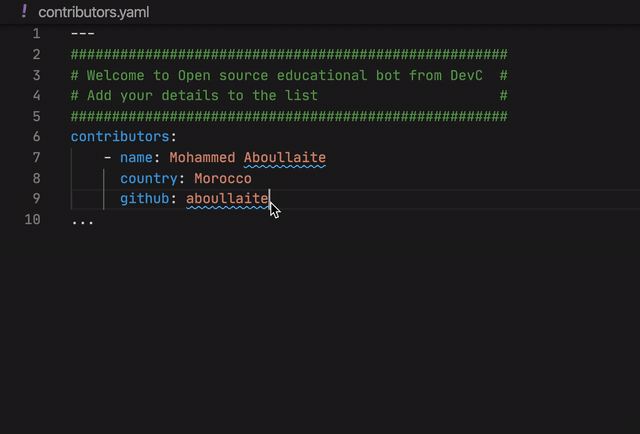 ! contributors.yaml
1 ---
2 #####################################################
3 # Welcome to Open source educational bot from DevC  #
4 # Add your details to the list                      #
5 #####################################################
6 contributors:
7     - name: Mohammed Aboullaite
8       country: Morocco
9       github: aboullaite
10 ...